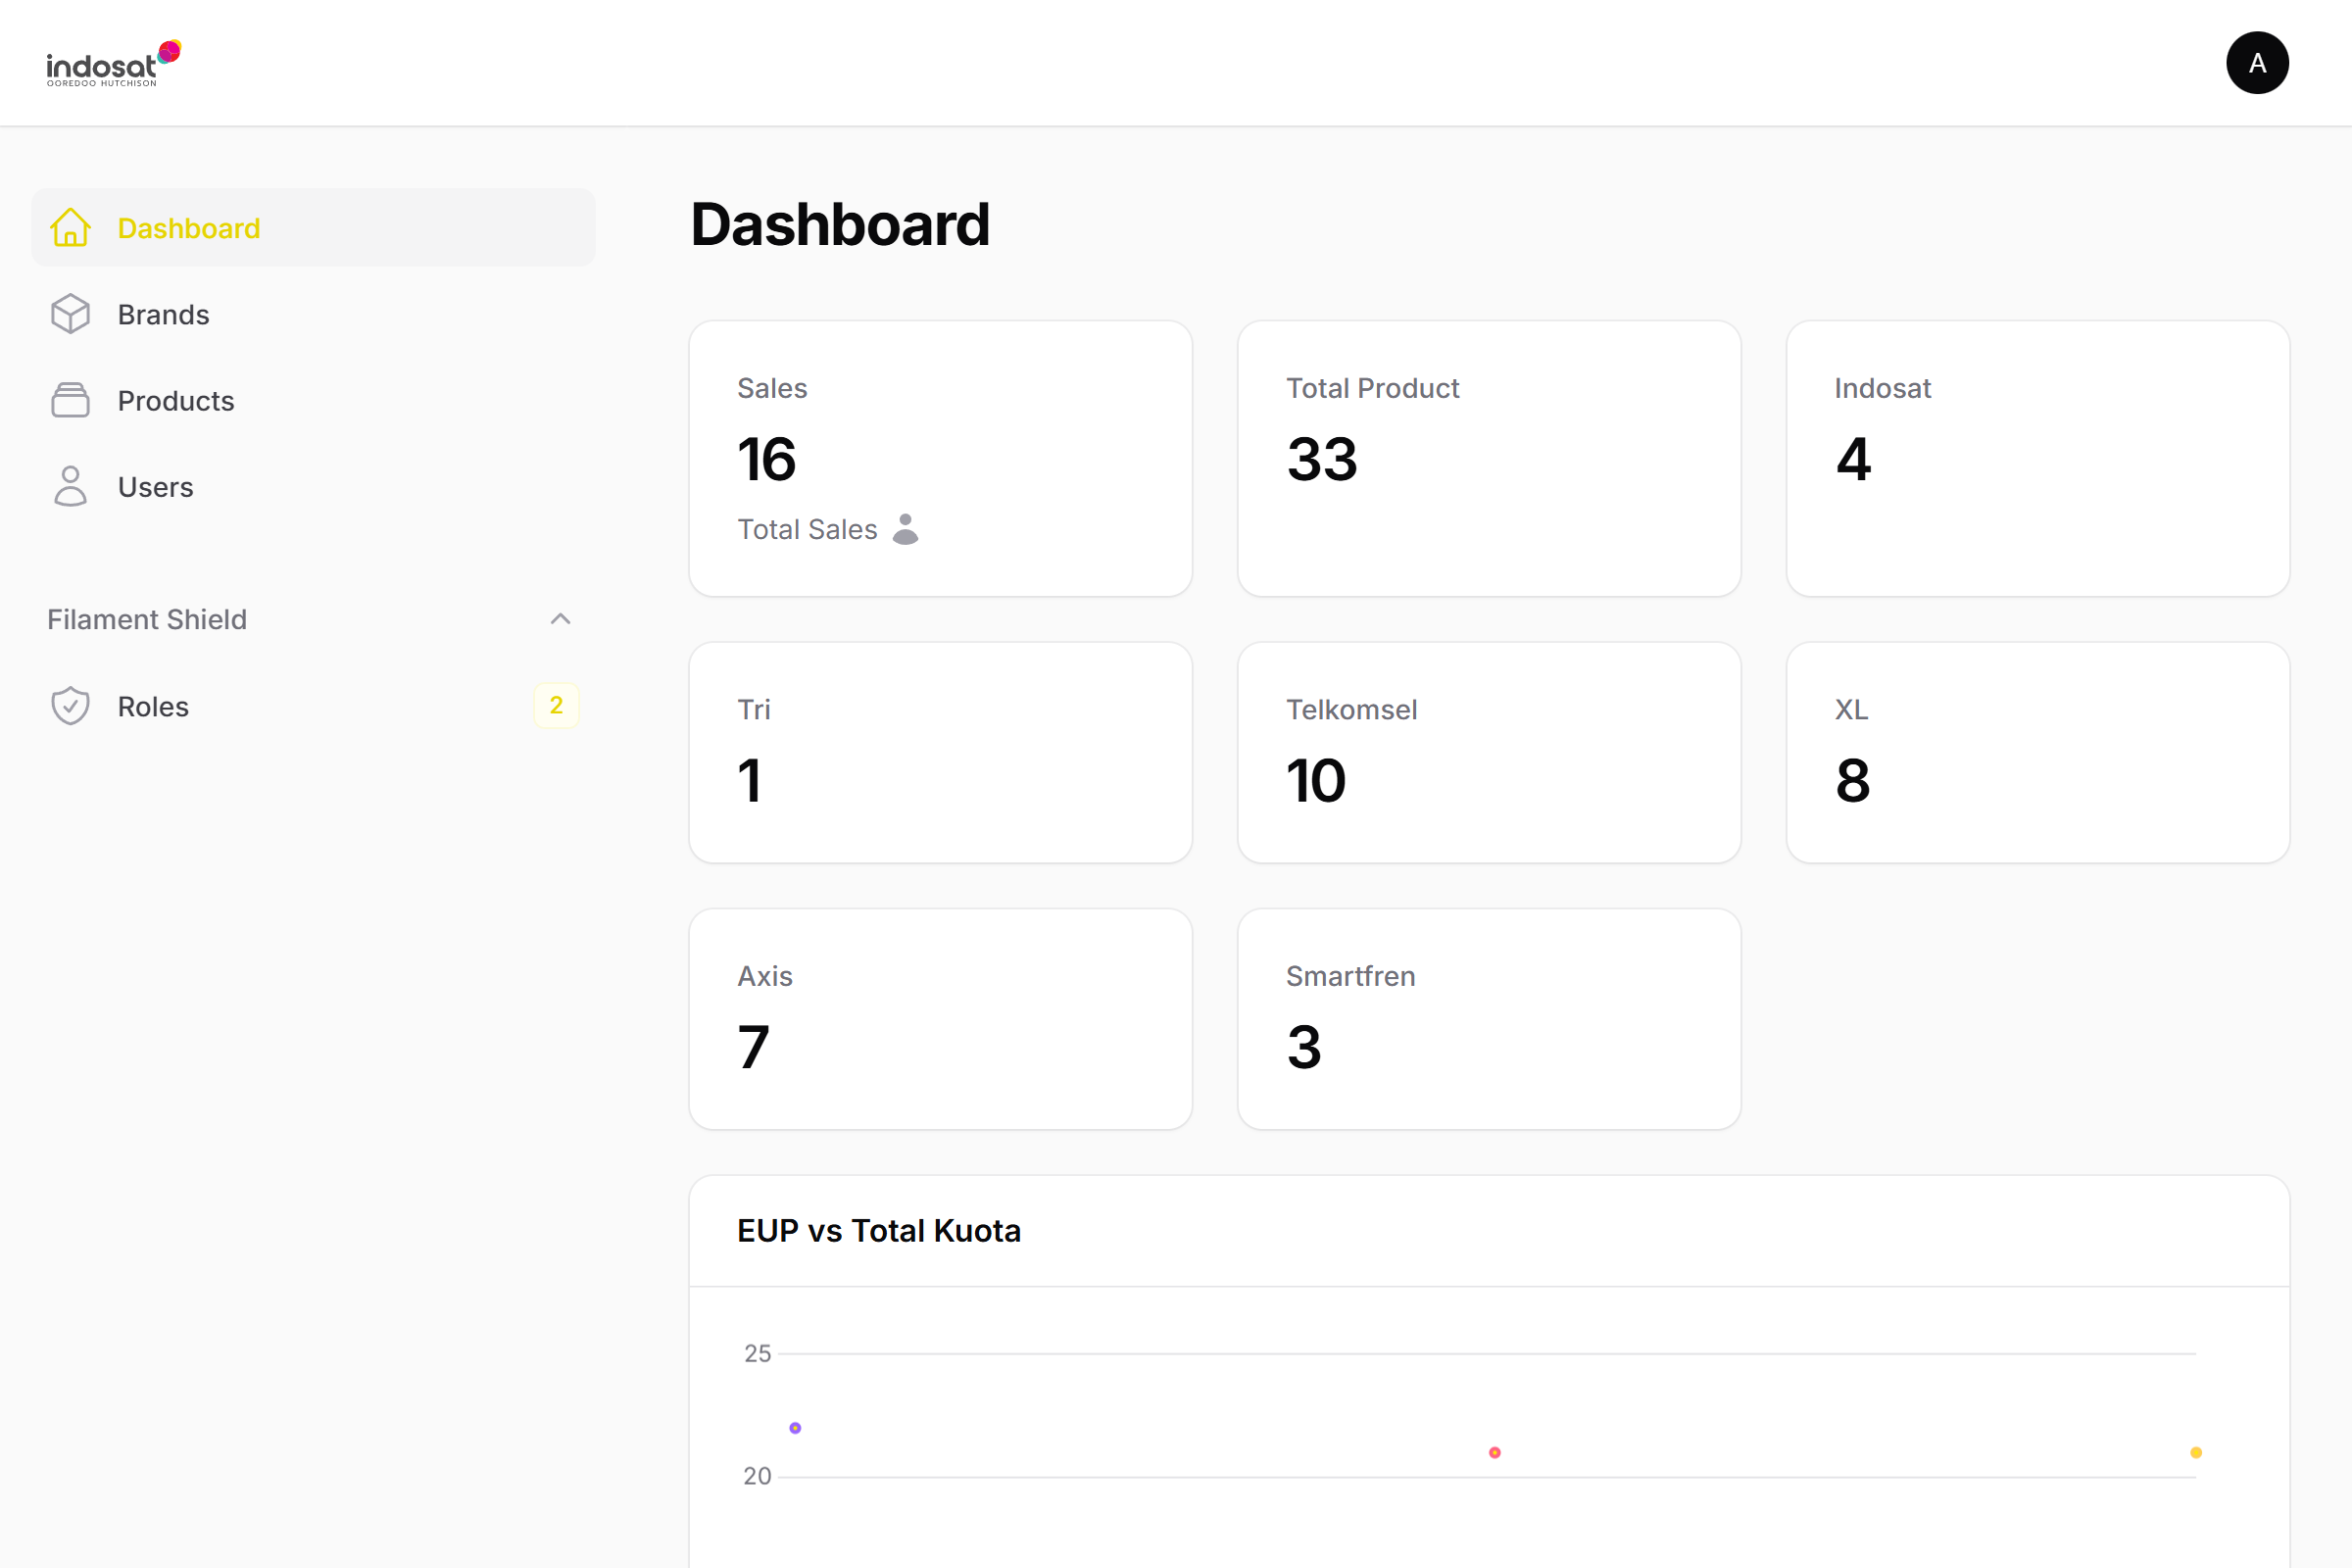 indosat
OOREDOO HUTCHISON
A
Dashboard
Brands
Products
Users
Filament Shield
Roles
2
Dashboard
Sales
16
Total Sales
Total Product
33
Indosat
4
Tri
1
Telkomsel
10
XL
8
Axis
7
Smartfren
3
EUP vs Total Kuota
25
20